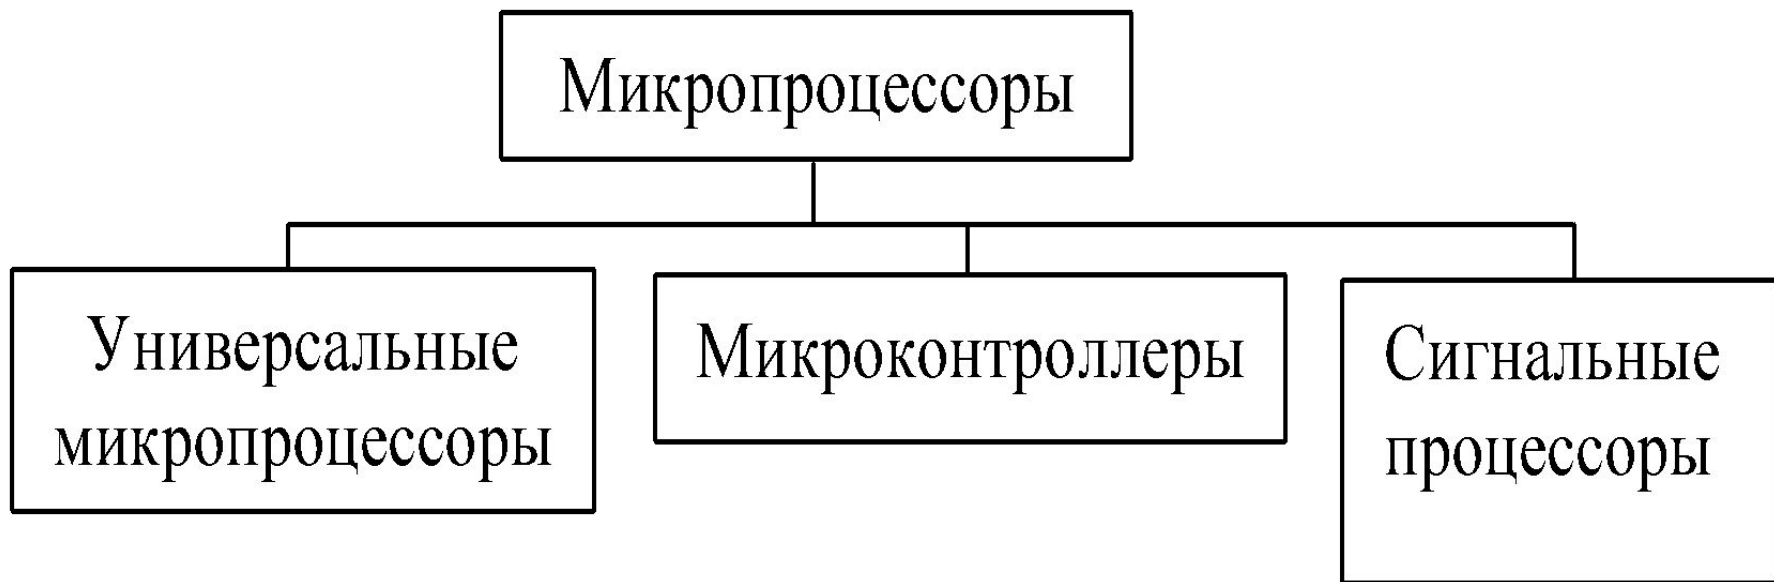 Микропроцессоры
Универсальные
микропроцессоры
Микроконтроллеры
Сигнальные
процессоры